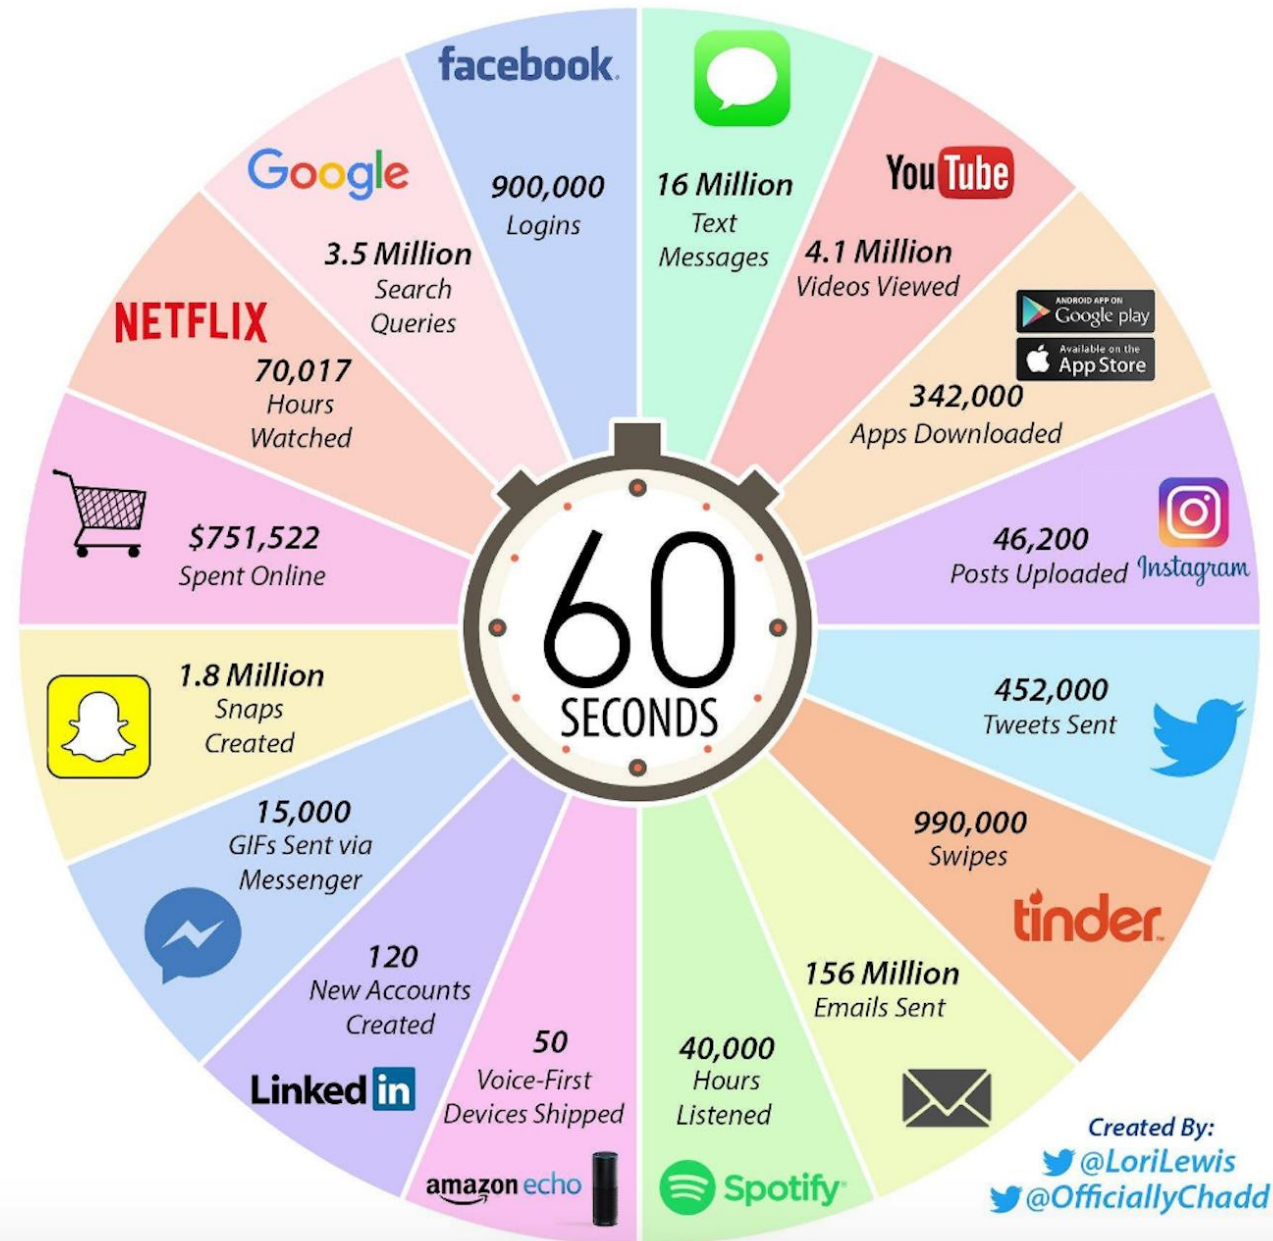 facebook
900,000
Logins
16 Million
Text
Messages
YouTube
4.1 Million
Videos Viewed
ANDROID APP ON
Google play
Available on the
App Store
342,000
Apps Downloaded
46,200
Posts Uploaded
Instagram
452,000
Tweets Sent
990,000
Swipes
tinder
156 Million
Emails Sent
40,000
Hours
Listened
Spotify
50
Voice-First
Devices Shipped
amazon echo
120
New Accounts
Created
Linked in
15,000
GIFs Sent via
Messenger
1.8 Million
Snaps
Created
$751,522
Spent Online
NETFLIX
70,017
Hours
Watched
Google
3.5 Million
Search
Queries
60
SECONDS
Created By:
@LoriLewis
@OfficiallyChadd